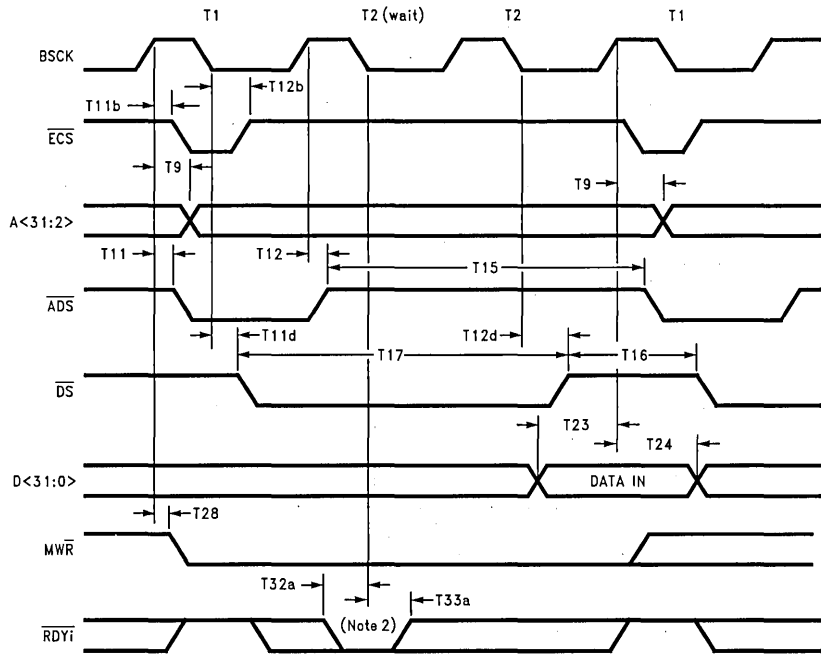 T1 T2 (wait) T2 T1
BSCK
T11b T12b
ECS
T9 T9
A<31:2>
T11 T12 T15
ADS
T11d T17 T12d T16
DS
T23 T24
D<31:0> DATA IN
T28
MWR
T32a (Note 2) T33a
RDYi